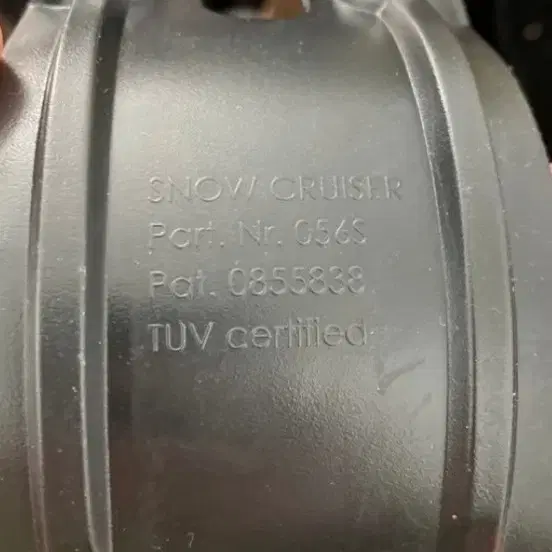 SNOW CRUISER
Part. Nr. 056S
Pat. 0855838
TUV certified